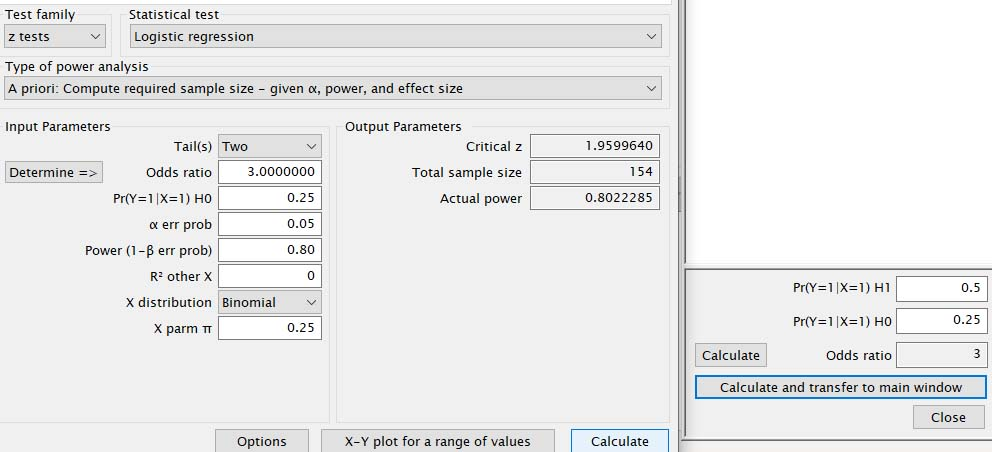 Test family
Statistical test
z tests
Logistic regression
Type of power analysis
A priori: Compute required sample size – given α, power, and effect size
Input Parameters
Tail(s) Two
Determine => Odds ratio 3.0000000
Pr(Y=1|X=1) H0 0.25
α err prob 0.05
Power (1-β err prob) 0.80
R² other X 0
X distribution Binomial
X parm π 0.25
Output Parameters
Critical z 1.9599640
Total sample size 154
Actual power 0.8022285
Options
X-Y plot for a range of values
Calculate
Pr(Y=1|X=1) H1 0.5
Pr(Y=1|X=1) H0 0.25
Calculate Odds ratio 3
Calculate and transfer to main window
Close